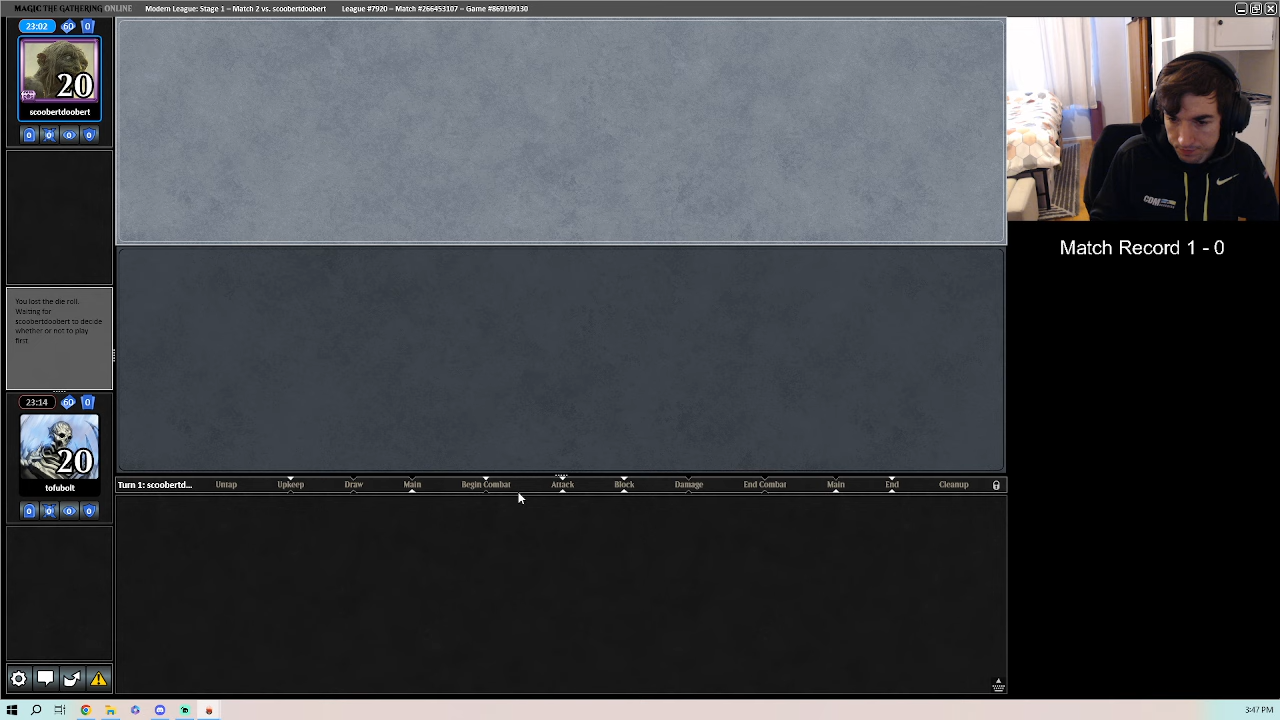 MAGIC THE GATHERING ONLINE Modern League: Stage 1 – Match 2 vs. scoobertdoobert League #7920 – Match #266453107 – Game #869199130
23:02 60 0
20
scoobertdoobert
0 0 0 0
Match Record 1 - 0
You lost the die roll.
Waiting for
scoobertdoobert to decide
whether or not to play
first.
23:14 60 0
20
tofubolt
Turn 1: scoobertd... Untap Upkeep Draw Main Begin Combat Attack Block Damage End Combat Main End Cleanup
0 0 0 0
3:47 PM